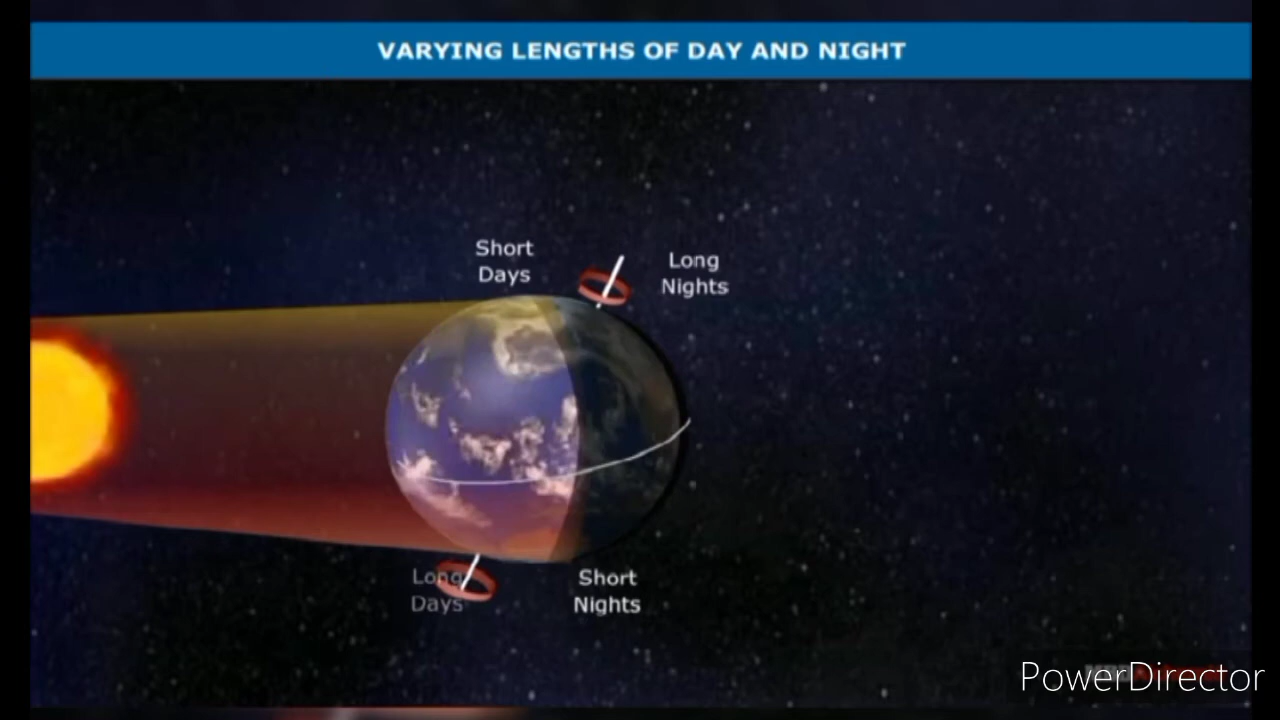 VARYING LENGTHS OF DAY AND NIGHT
Short
Days
Long
Nights
Long
Days
Short
Nights
PowerDirector